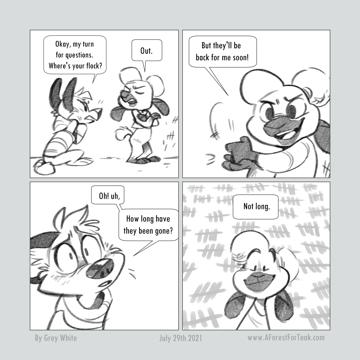 Okay, my turn
for questions.
Where's your flock?
Out.
But they'll be
back for me soon!
Oh! uh,
How long have
they been gone?
Not long.
By Grey White
July 29th 2021
www.AForestForTeak.com